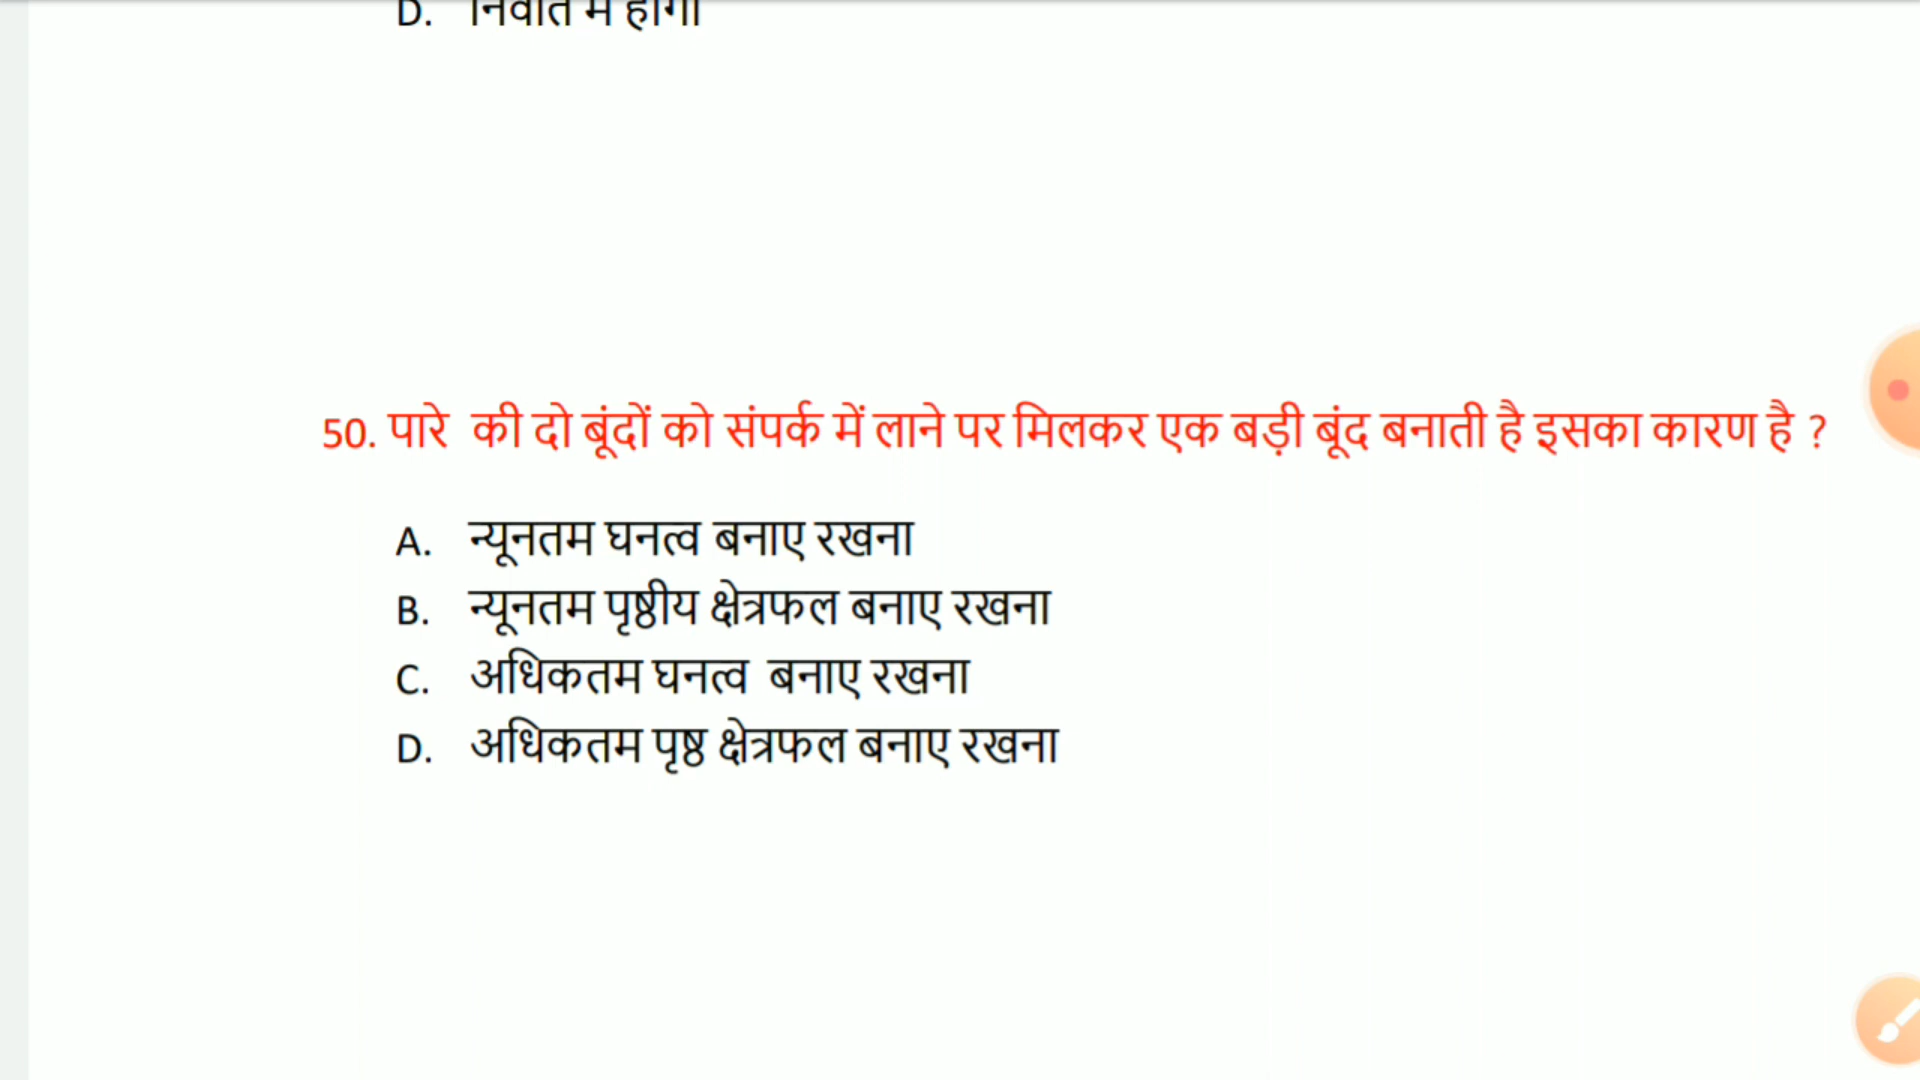 D. निर्वात में होगा
50. पारे की दो बूंदों को संपर्क में लाने पर मिलकर एक बड़ी बूंद बनाती है इसका कारण है ?
A. न्यूनतम घनत्व बनाए रखना
B. न्यूनतम पृष्ठीय क्षेत्रफल बनाए रखना
C. अधिकतम घनत्व बनाए रखना
D. अधिकतम पृष्ठ क्षेत्रफल बनाए रखना